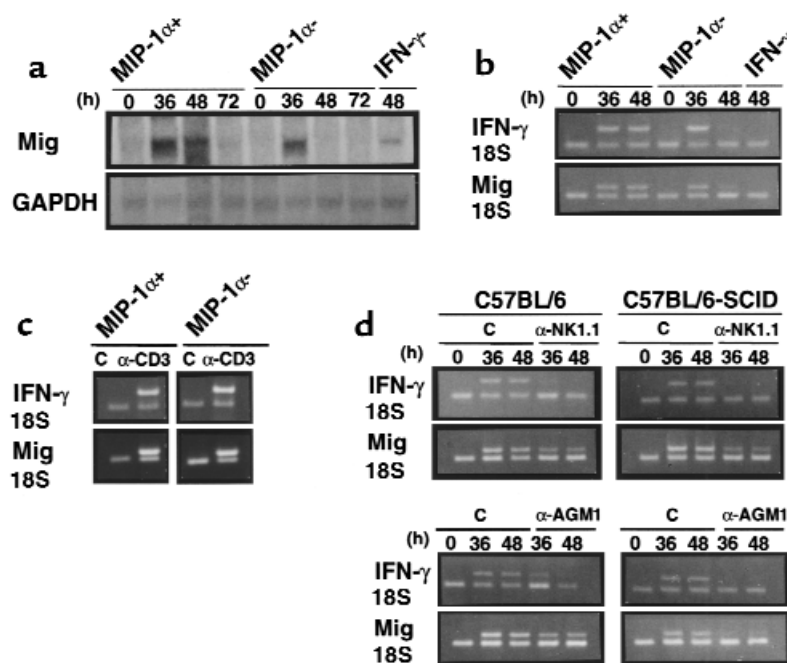 a
MIP-1α+ MIP-1α- IFN-γ-
(h) 0 36 48 72 0 36 48 72 48
Mig
GAPDH
b
MIP-1α+ MIP-1α- IFN-γ-
(h) 0 36 48 0 36 48 48
IFN-γ
18S
Mig
18S
c
MIP-1α+ MIP-1α-
C α-CD3 C α-CD3
IFN-γ
18S
Mig
18S
d
C57BL/6 C57BL/6-SCID
C α-NK1.1 C α-NK1.1
(h) 0 36 48 36 48 0 36 48 36 48
IFN-γ
18S
Mig
18S
C α-AGM1 C α-AGM1
(h) 0 36 48 36 48 0 36 48 36 48
IFN-γ
18S
Mig
18S